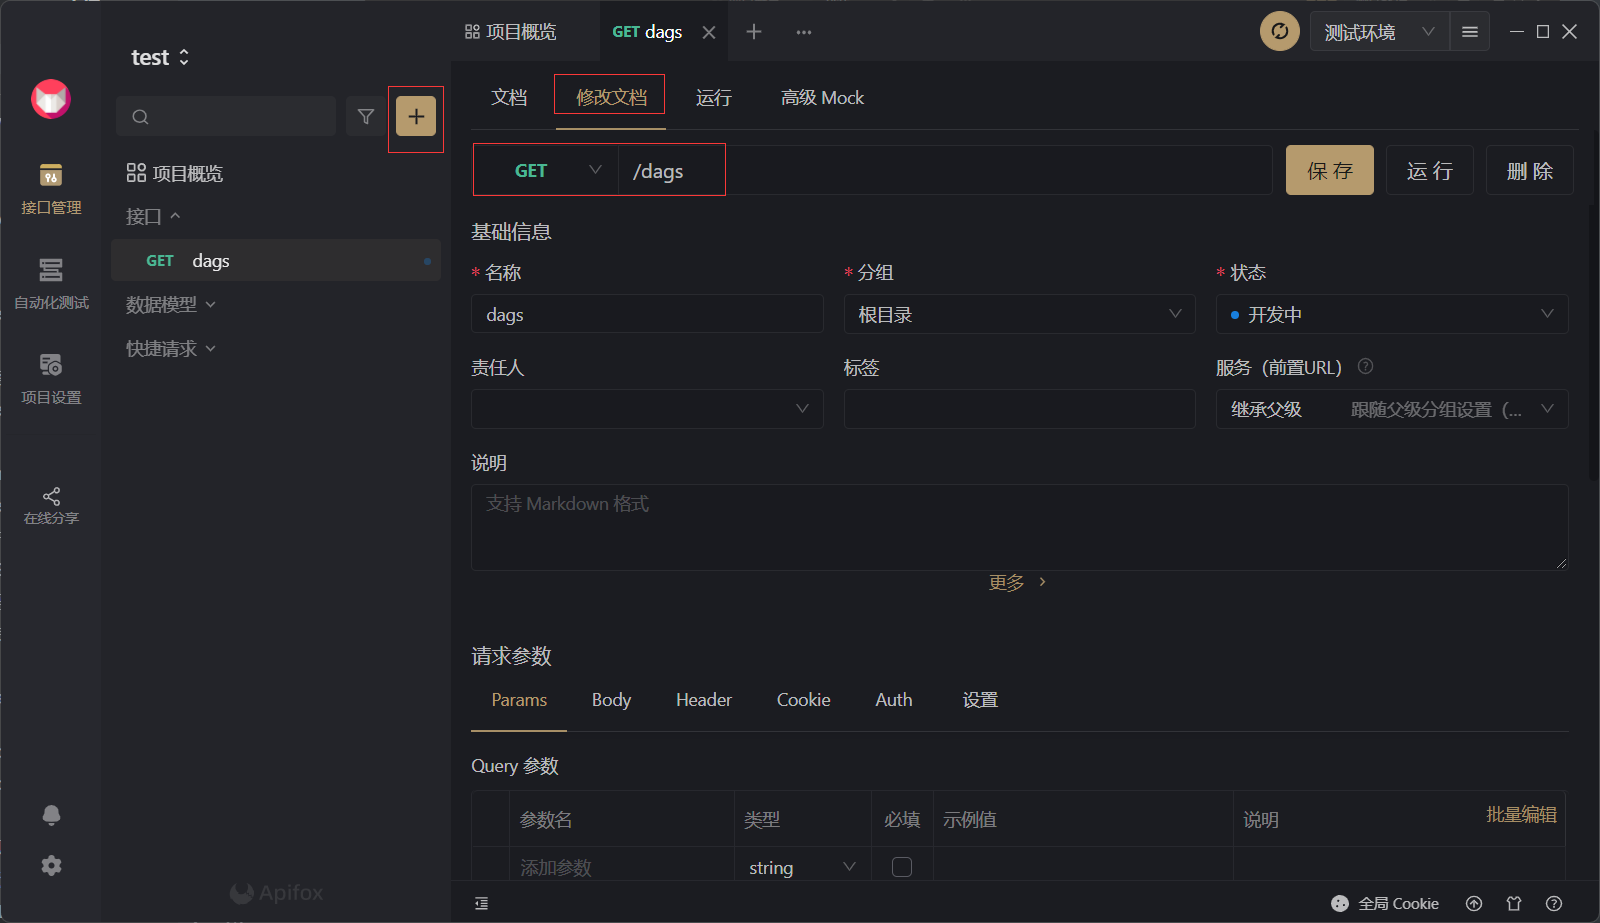 test
项目概览
GET dags
测试环境
接口管理
自动化测试
项目设置
在线分享
项目概览
接口
GET dags
数据模型
快捷请求
Apifox
文档
修改文档
运行
高级 Mock
GET
/dags
保 存
运 行
删 除
基础信息
* 名称
* 分组
* 状态
dags
根目录
开发中
责任人
标签
服务（前置URL）
继承父级
跟随父级分组设置（...
说明
支持 Markdown 格式
更多
请求参数
Params
Body
Header
Cookie
Auth
设置
Query 参数
参数名
类型
必填
示例值
说明
批量编辑
添加参数
string
全局 Cookie